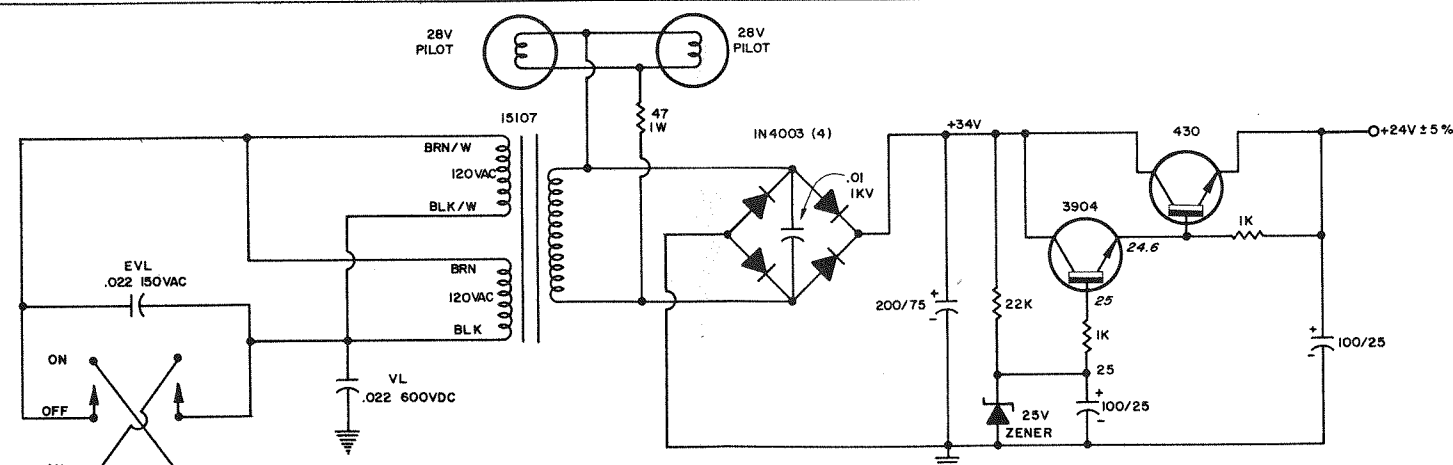 28V
PILOT
28V
PILOT
47
1W
15107
1N4003 (4)
+34V
430
+24V ± 5%
BRN/W
120VAC
BLK/W
.01
1KV
3904
24.6
1K
EVL
.022 150VAC
BRN
120VAC
BLK
200/75
+
-
22K
25
1K
+
-
100/25
ON
OFF
VL
.022 600VDC
25
+
-
100/25
25V
ZENER